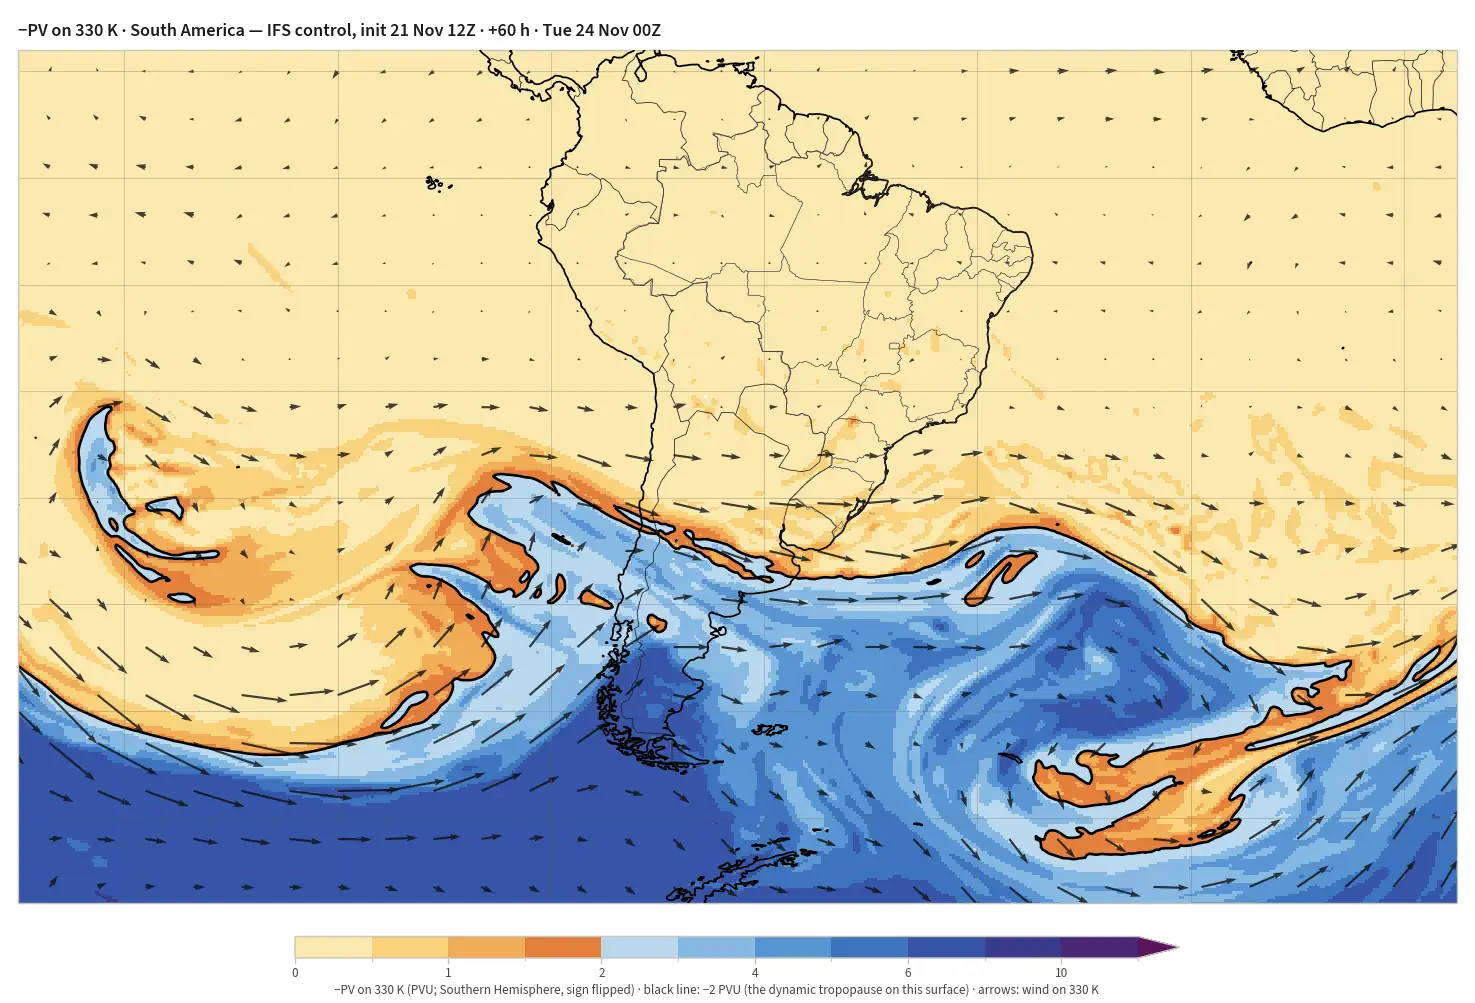 −PV on 330 K · South America — IFS control, init 21 Nov 12Z · +60 h · Tue 24 Nov 00Z
0 1 2 4 6 10
−PV on 330 K (PVU; Southern Hemisphere, sign flipped) · black line: −2 PVU (the dynamic tropopause on this surface) · arrows: wind on 330 K